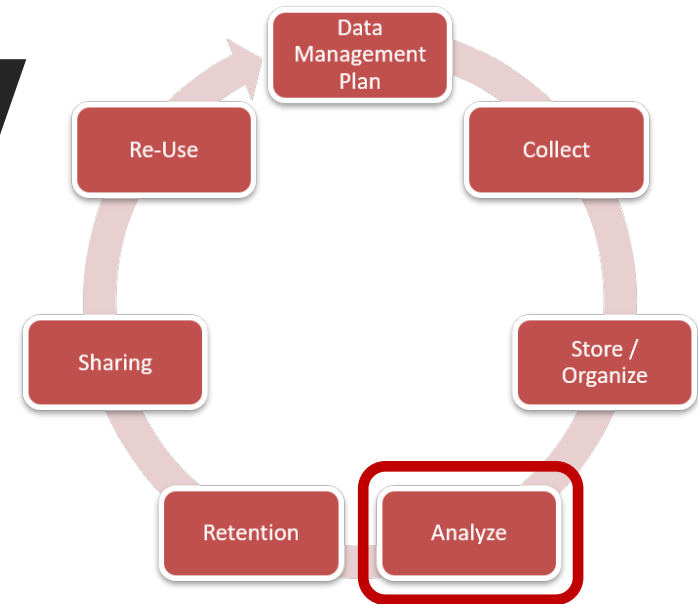 Data
Management
Plan
Collect
Store /
Organize
Analyze
Retention
Sharing
Re-Use